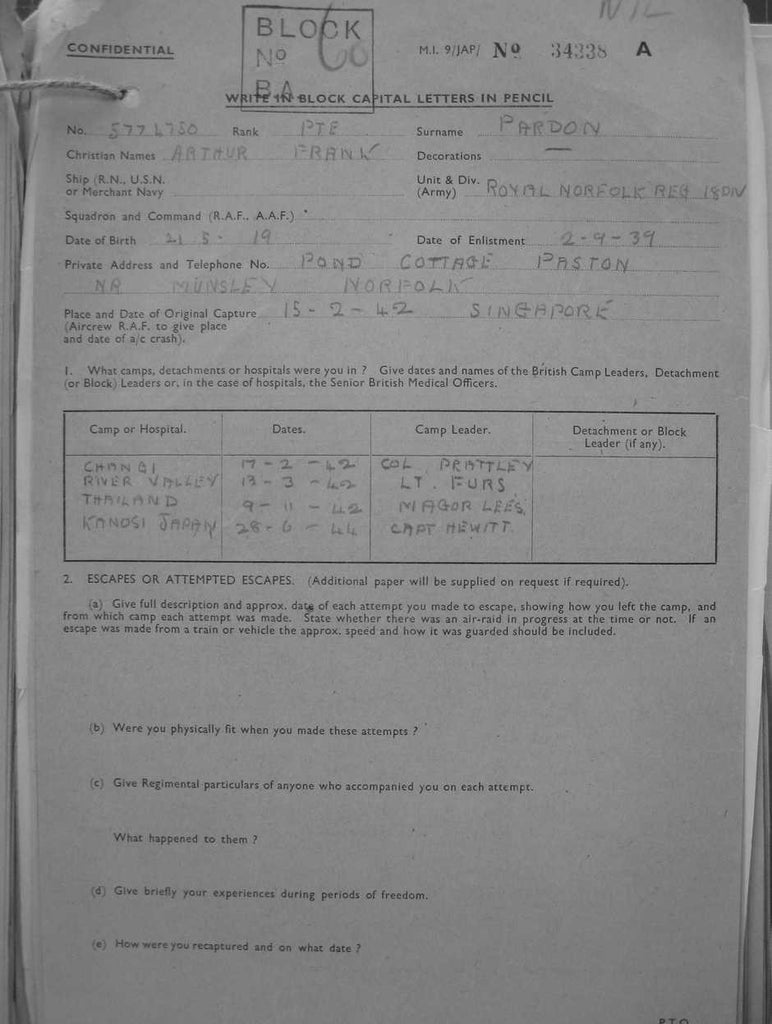 NIL
BLOCK
No 60
BA
CONFIDENTIAL
M.I. 9/JAP/ No 34238 A
WRITE IN BLOCK CAPITAL LETTERS IN PENCIL
No. 5774750 Rank PTE Surname PARDON
Christian Names ARTHUR FRANK Decorations —
Ship (R.N., U.S.N. or Merchant Navy
Unit & Div. (Army) ROYAL NORFOLK REG 18DIV
Squadron and Command (R.A.F., A.A.F.)
Date of Birth 21 5 - 19 Date of Enlistment 2-9-39
Private Address and Telephone No. POND COTTAGE PASTON
NR MUNSLEY NORFOLK
Place and Date of Original Capture 15-2-42 SINGAPORE
(Aircrew R.A.F. to give place
and date of a/c crash).
1. What camps, detachments or hospitals were you in ? Give dates and names of the British Camp Leaders, Detachment
(or Block) Leaders or, in the case of hospitals, the Senior British Medical Officers.
Camp or Hospital. Dates. Camp Leader. Detachment or Block
Leader (if any).
CHANGI 17-2-42 COL PRATTLEY
RIVER VALLEY 13-3-42 LT. FURS
THAILAND 9-11-42 MAGOR LEES
KANOSI JAPAN 28-6-44 CAPT HEWITT.
2. ESCAPES OR ATTEMPTED ESCAPES. (Additional paper will be supplied on request if required).
(a) Give full description and approx. date of each attempt you made to escape, showing how you left the camp, and
from which camp each attempt was made. State whether there was an air-raid in progress at the time or not. If an
escape was made from a train or vehicle the approx. speed and how it was guarded should be included.
(b) Were you physically fit when you made these attempts ?
(c) Give Regimental particulars of anyone who accompanied you on each attempt.
What happened to them ?
(d) Give briefly your experiences during periods of freedom.
(e) How were you recaptured and on what date ?
P.T.O.